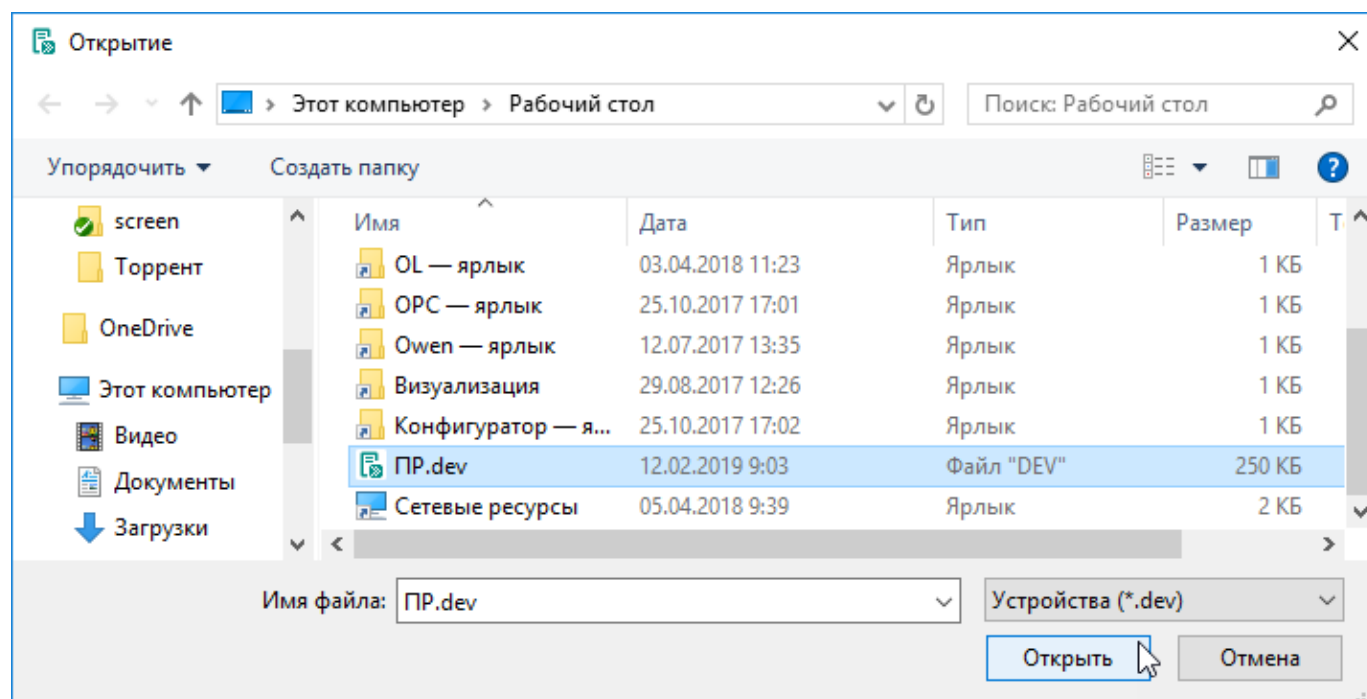 Открытие
Этот компьютер > Рабочий стол
Поиск: Рабочий стол
Упорядочить Создать папку
screen
Торрент
OneDrive
Этот компьютер
Видео
Документы
Загрузки
Имя Дата Тип Размер Т
OL — ярлык 03.04.2018 11:23 Ярлык 1 КБ
OPC — ярлык 25.10.2017 17:01 Ярлык 1 КБ
Owen — ярлык 12.07.2017 13:35 Ярлык 1 КБ
Визуализация 29.08.2017 12:26 Ярлык 1 КБ
Конфигуратор — я... 25.10.2017 17:02 Ярлык 1 КБ
ПР.dev 12.02.2019 9:03 Файл "DEV" 250 КБ
Сетевые ресурсы 05.04.2018 9:39 Ярлык 2 КБ
Имя файла: ПР.dev Устройства (*.dev)
Открыть Отмена